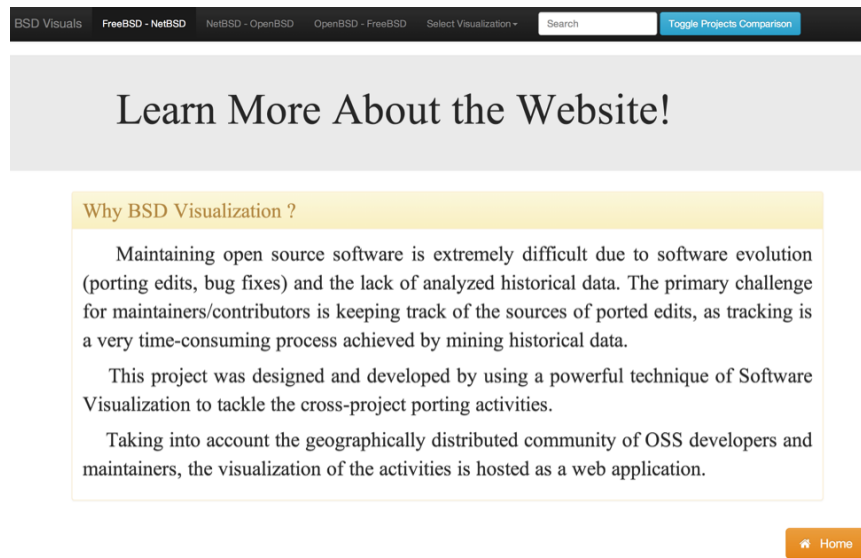 BSD Visuals FreeBSD - NetBSD NetBSD - OpenBSD OpenBSD - FreeBSD Select Visualization Search Toggle Projects Comparison
Learn More About the Website!
Why BSD Visualization ?
Maintaining open source software is extremely difficult due to software evolution
(porting edits, bug fixes) and the lack of analyzed historical data. The primary challenge
for maintainers/contributors is keeping track of the sources of ported edits, as tracking is
a very time-consuming process achieved by mining historical data.
This project was designed and developed by using a powerful technique of Software
Visualization to tackle the cross-project porting activities.
Taking into account the geographically distributed community of OSS developers and
maintainers, the visualization of the activities is hosted as a web application.
Home